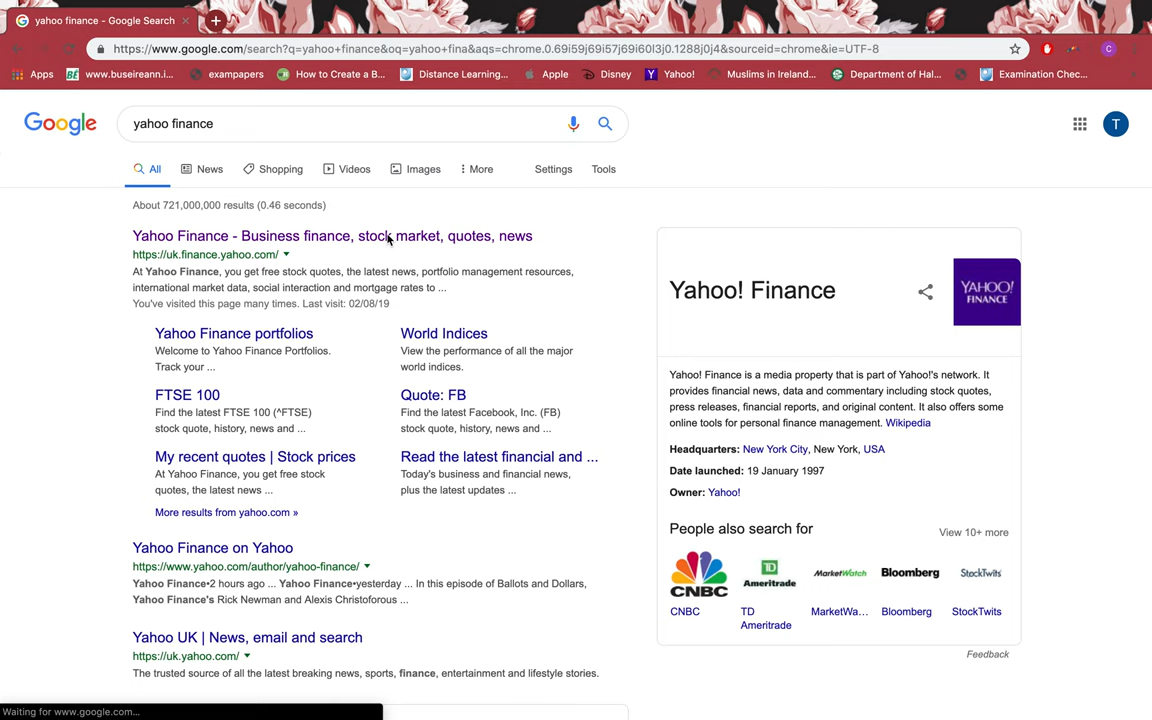 yahoo finance - Google Search
https://www.google.com/search?q=yahoo+finance&oq=yahoo+fina&aqs=chrome.0.69i59j69i57j69i60l3j0.1288j0j4&sourceid=chrome&ie=UTF-8
C
Apps
BÉ www.buseireann.i...
exampapers
How to Create a B...
Distance Learning...
Apple
Disney
Y Yahoo!
Muslims in Ireland...
Department of Hal...
Examination Chec...
Google
yahoo finance
T
All
News
Shopping
Videos
Images
More
Settings
Tools
About 721,000,000 results (0.46 seconds)
Yahoo Finance - Business finance, stock market, quotes, news
https://uk.finance.yahoo.com/
At Yahoo Finance, you get free stock quotes, the latest news, portfolio management resources,
international market data, social interaction and mortgage rates to ...
You've visited this page many times. Last visit: 02/08/19
Yahoo Finance portfolios
Welcome to Yahoo Finance Portfolios.
Track your ...
World Indices
View the performance of all the major
world indices.
FTSE 100
Find the latest FTSE 100 (^FTSE)
stock quote, history, news and ...
Quote: FB
Find the latest Facebook, Inc. (FB)
stock quote, history, news and ...
My recent quotes | Stock prices
At Yahoo Finance, you get free stock
quotes, the latest news ...
Read the latest financial and ...
Today's business and financial news,
plus the latest updates ...
More results from yahoo.com »
Yahoo Finance on Yahoo
https://www.yahoo.com/author/yahoo-finance/
Yahoo Finance•2 hours ago ... Yahoo Finance•yesterday ... In this episode of Ballots and Dollars,
Yahoo Finance's Rick Newman and Alexis Christoforous ...
Yahoo UK | News, email and search
https://uk.yahoo.com/
The trusted source of all the latest breaking news, sports, finance, entertainment and lifestyle stories.
Yahoo! Finance
YAHOO!
FINANCE
Yahoo! Finance is a media property that is part of Yahoo!'s network. It
provides financial news, data and commentary including stock quotes,
press releases, financial reports, and original content. It also offers some
online tools for personal finance management. Wikipedia
Headquarters: New York City, New York, USA
Date launched: 19 January 1997
Owner: Yahoo!
People also search for
View 10+ more
CNBC
TD
Ameritrade
MarketWatch
Bloomberg
StockTwits
CNBC
TD
Ameritrade
MarketWa...
Bloomberg
StockTwits
Feedback
Waiting for www.google.com...